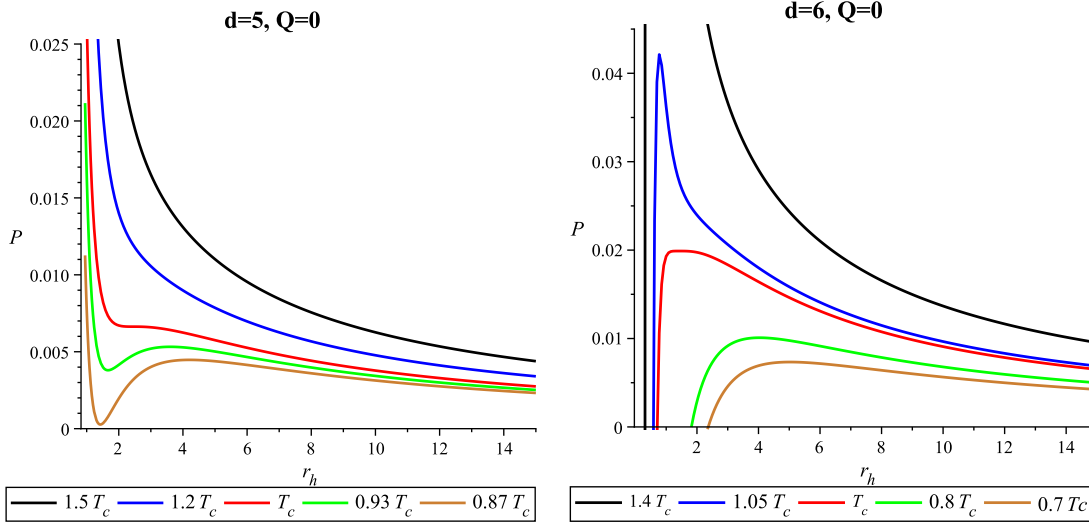 d=5, Q=0
0.025
0.020
0.015
P
0.010
0.005
0
2 4 6 8 10 12 14
r_h
1.5 T_c 1.2 T_c T_c 0.93 T_c 0.87 T_c
d=6, Q=0
0.04
0.03
P
0.02
0.01
0
2 4 6 8 10 12 14
r_h
1.4 T_c 1.05 T_c T_c 0.8 T_c 0.7 Tc